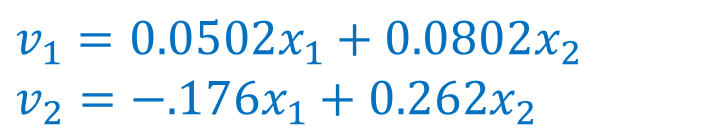 v₁ = 0.0502x₁ + 0.0802x₂
v₂ = −.176x₁ + 0.262x₂